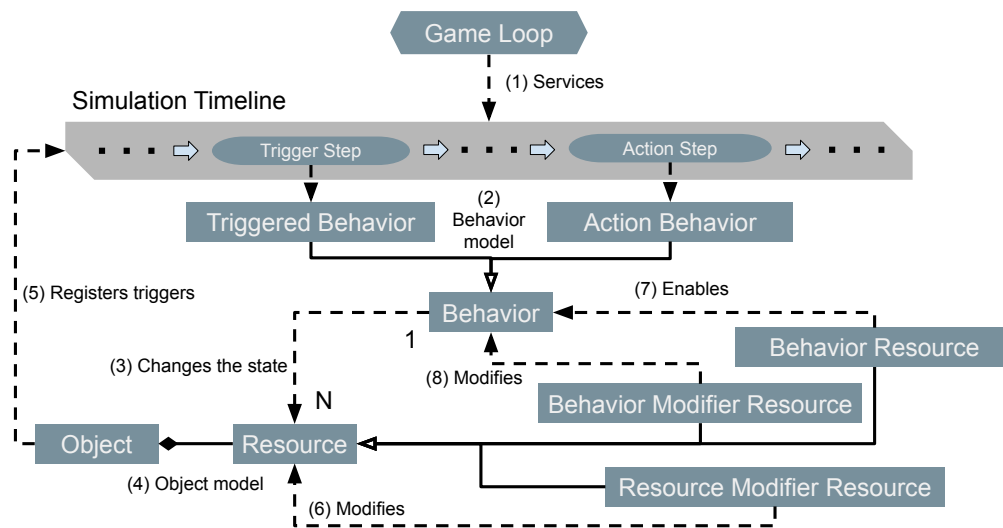 Game Loop
(1) Services
Simulation Timeline
Trigger Step
Action Step
Triggered Behavior
(2)
Behavior
model
Action Behavior
(5) Registers triggers
(7) Enables
Behavior
1
Behavior Resource
(3) Changes the state
(8) Modifies
N
Behavior Modifier Resource
Object
Resource
(4) Object model
Resource Modifier Resource
(6) Modifies